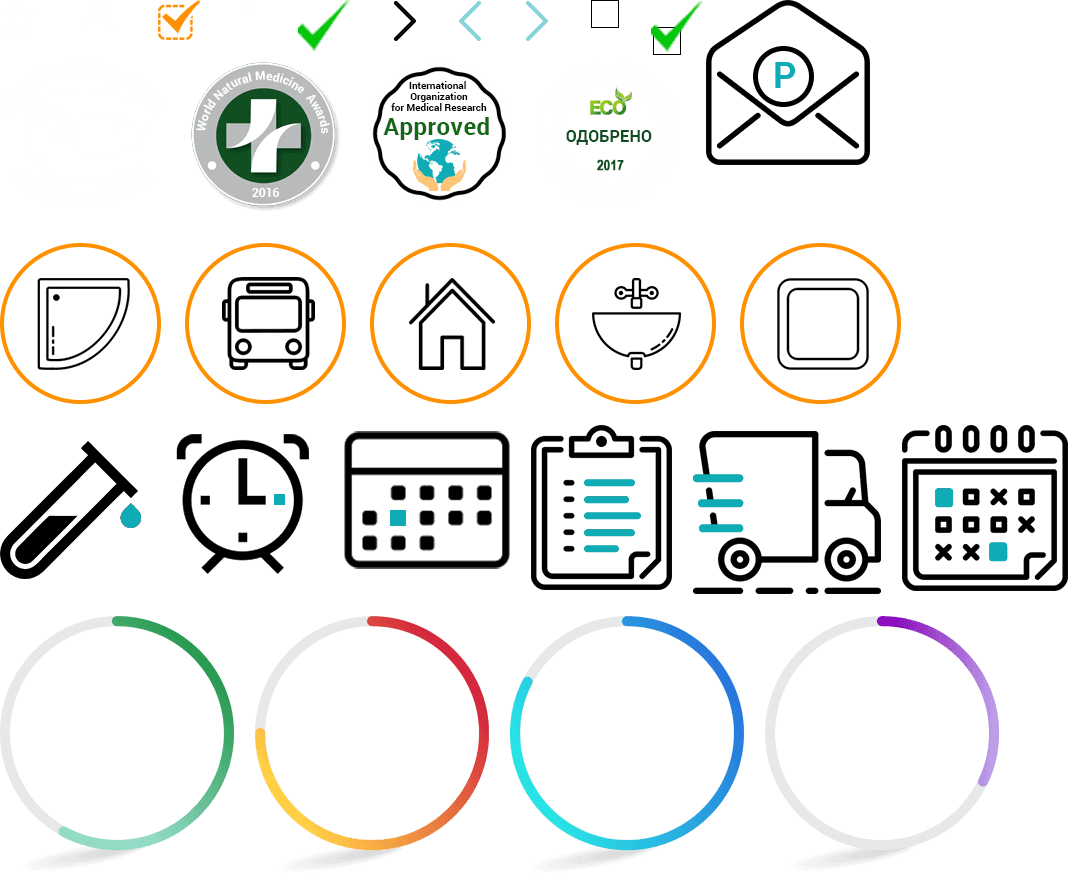 P
World Natural Medicine Awards
2016
International
Organization
for Medical Research
Approved
ECO
ОДОБРЕНО
2017